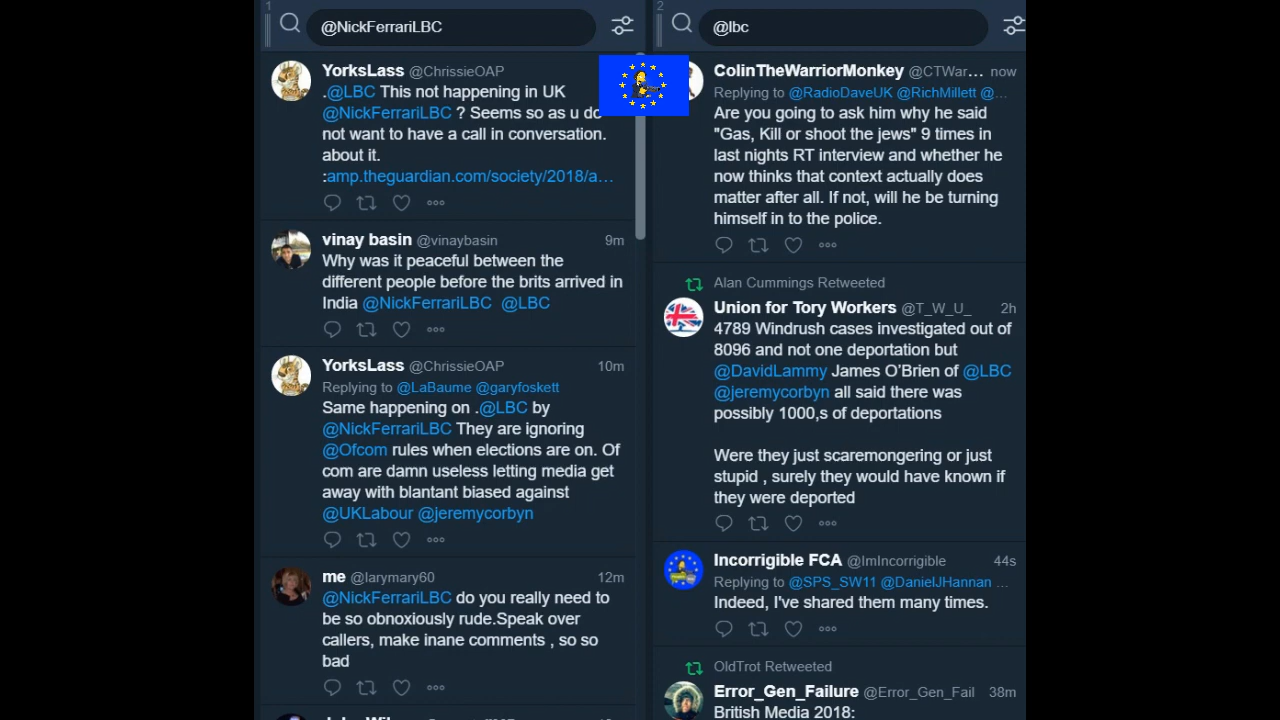 1
@NickFerrariLBC
YorksLass @ChrissieOAP
.@LBC This not happening in UK
@NickFerrariLBC ? Seems so as u do
not want to have a call in conversation.
about it.
:amp.theguardian.com/society/2018/a…
vinay basin @vinaybasin 9m
Why was it peaceful between the
different people before the brits arrived in
India @NickFerrariLBC @LBC
YorksLass @ChrissieOAP 10m
Replying to @LaBaume @garyfoskett
Same happening on .@LBC by
@NickFerrariLBC They are ignoring
@Ofcom rules when elections are on. Of
com are damn useless letting media get
away with blantant biased against
@UKLabour @jeremycorbyn
me @larymary60 12m
@NickFerrariLBC do you really need to
be so obnoxiously rude.Speak over
callers, make inane comments , so so
bad
2
@lbc
ColinTheWarriorMonkey @CTWar… now
Replying to @RadioDaveUK @RichMillett @…
Are you going to ask him why he said
"Gas, Kill or shoot the jews" 9 times in
last nights RT interview and whether he
now thinks that context actually does
matter after all. If not, will he be turning
himself in to the police.
Alan Cummings Retweeted
Union for Tory Workers @T_W_U_ 2h
4789 Windrush cases investigated out of
8096 and not one deportation but
@DavidLammy James O'Brien of @LBC
@jeremycorbyn all said there was
possibly 1000,s of deportations
Were they just scaremongering or just
stupid , surely they would have known if
they were deported
Incorrigible FCA @ImIncorrigible 44s
Replying to @SPS_SW11 @DanielJHannan …
Indeed, I've shared them many times.
OldTrot Retweeted
Error_Gen_Failure @Error_Gen_Fail 38m
British Media 2018: